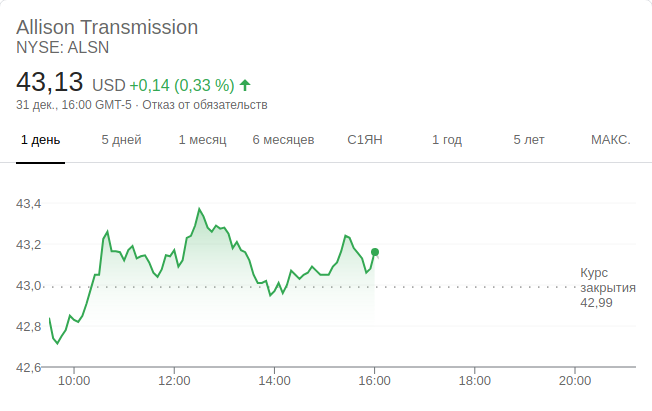 Allison Transmission
NYSE: ALSN
43,13 USD +0,14 (0,33 %)
31 дек., 16:00 GMT-5 · Отказ от обязательств
1 день 5 дней 1 месяц 6 месяцев С1ЯН 1 год 5 лет МАКС.
43,4
43,2
43,0
42,8
42,6
Курс
закрытия
42,99
10:00 12:00 14:00 16:00 18:00 20:00